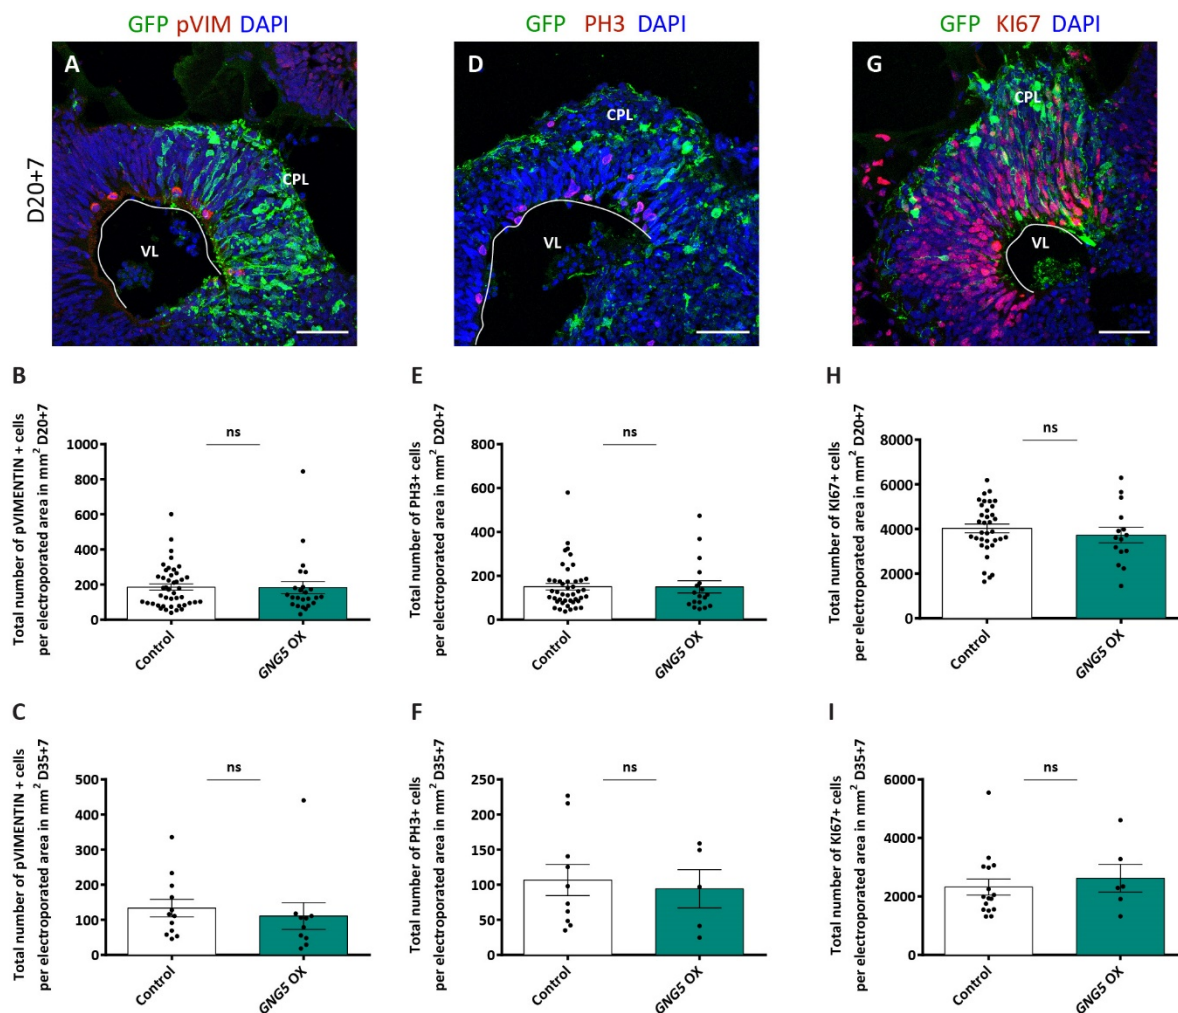 GFP pVIM DAPI
GFP PH3 DAPI
GFP KI67 DAPI
D20+7
A
CPL
VL
D
CPL
VL
G
CPL
VL
B
Total number of pVIMENTIN + cells
per electroporated area in mm² D20+7
ns
1000
800
600
400
200
0
Control
GNG5 OX
E
Total number of PH3+ cells
per electroporated area in mm² D20+7
ns
800
600
400
200
0
Control
GNG5 OX
H
Total number of KI67+ cells
per electroporated area in mm² D20+7
ns
8000
6000
4000
2000
0
Control
GNG5 OX
C
Total number of pVIMENTIN + cells
per electroporated area in mm² D35+7
ns
500
400
300
200
100
0
Control
GNG5 OX
F
Total number of PH3+ cells
per electroporated area in mm² D35+7
ns
250
200
150
100
50
0
Control
GNG5 OX
I
Total number of KI67+ cells
per electroporated area in mm² D35+7
ns
6000
4000
2000
0
Control
GNG5 OX